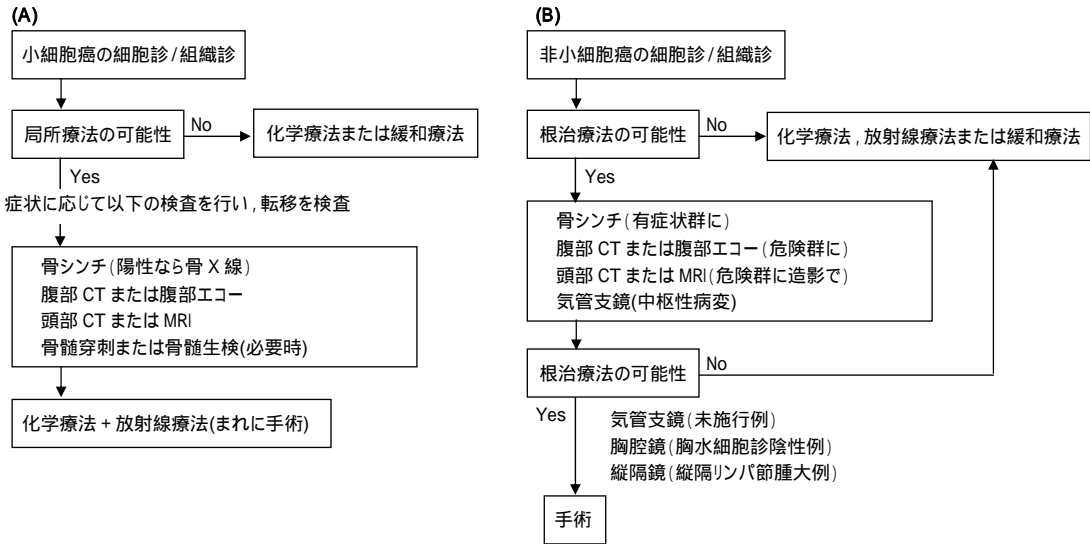 (A)
小細胞癌の細胞診/組織診
局所療法の可能性
No
化学療法または緩和療法
Yes
症状に応じて以下の検査を行い,転移を検査
骨シンチ(陽性なら骨X線)
腹部CTまたは腹部エコー
頭部CTまたはMRI
骨髄穿刺または骨髄生検(必要時)
化学療法+放射線療法(まれに手術)
(B)
非小細胞癌の細胞診/組織診
根治療法の可能性
No
化学療法,放射線療法または緩和療法
Yes
骨シンチ(有症状群に)
腹部CTまたは腹部エコー(危険群に)
頭部CTまたはMRI(危険群に造影で)
気管支鏡(中枢性病変)
根治療法の可能性
No
Yes
気管支鏡(未施行例)
胸腔鏡(胸水細胞診陰性例)
縦隔鏡(縦隔リンパ節腫大例)
手術